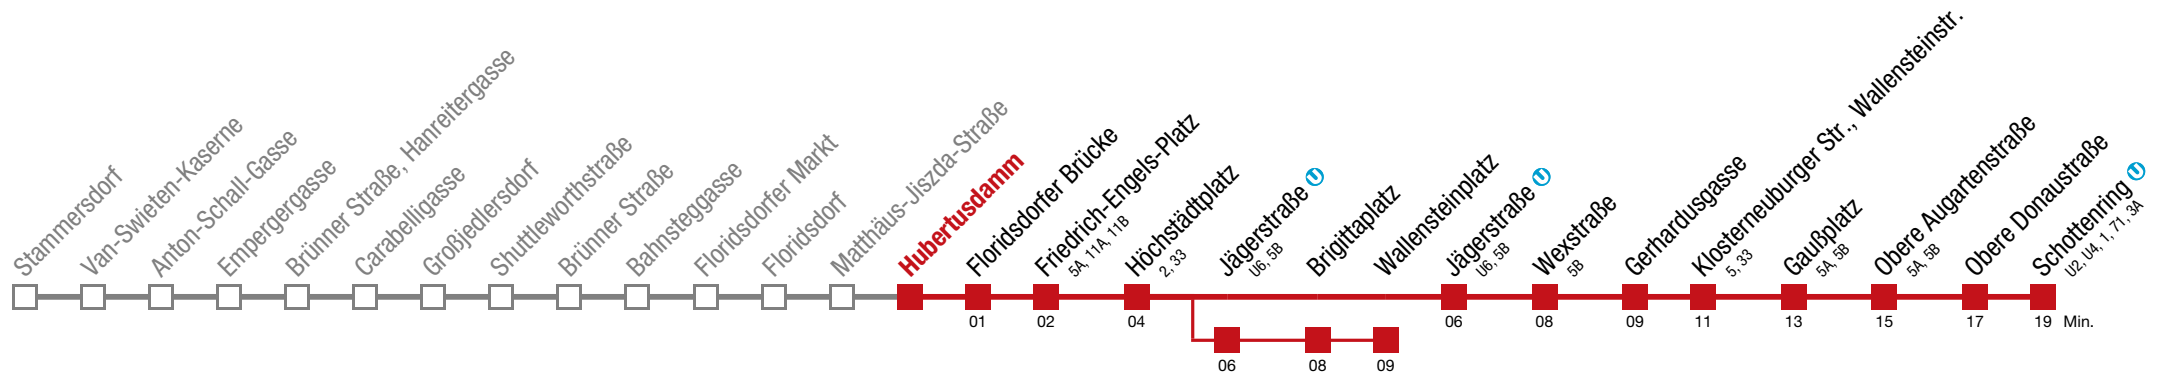 Stammersdorf
Van-Swieten-Kaserne
Anton-Schall-Gasse
Empergergasse
Brünner Straße, Hanreitergasse
Carabelligasse
Großjedlersdorf
Shuttleworthstraße
Brünner Straße
Bahnsteggasse
Floridsdorfer Markt
Floridsdorf
Matthäus-Jiszda-Straße
Hubertusdamm
Floridsdorfer Brücke
Friedrich-Engels-Platz
5A, 11A, 11B
Höchstädtplatz
2, 33
Jägerstraße U
U6, 5B
Brigittaplatz
Wallensteinplatz
Jägerstraße U
U6, 5B
Wexstraße
5B
Gerhardusgasse
Klosterneuburger Str., Wallensteinstr.
5, 33
Gaußplatz
5A, 5B
Obere Augartenstraße
5A, 5B
Obere Donaustraße
Schottenring U
U2, U4, 1, 71, 3A
01 02 04 06 08 09 11 13 15 17 19 Min.
06 08 09